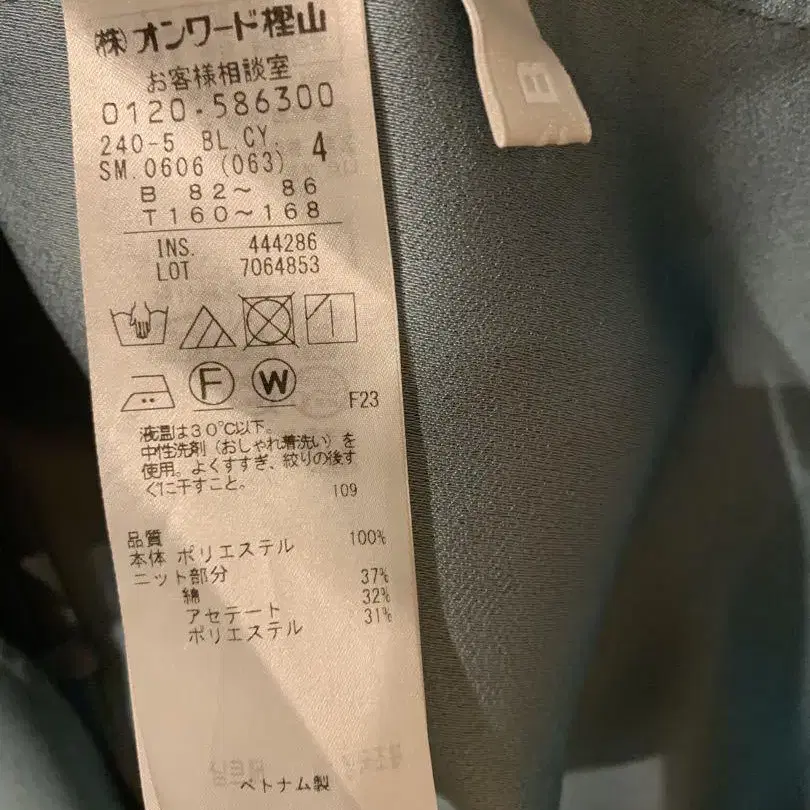 (株)オンワード樫山
お客様相談室
0120-586300
240-5 BL.CY.
SM.0606 (063) 4
B 82～ 86
T 160～168
INS. 444286
LOT 7064853
F W
F23
液温は30℃以下。
中性洗剤（おしゃれ着洗い）を
使用。よくすすぎ、絞りの後す
ぐに干すこと。
109
品質
本体 ポリエステル 100%
ニット部分
綿 37%
アセテート 32%
ポリエステル 31%
ベトナム製